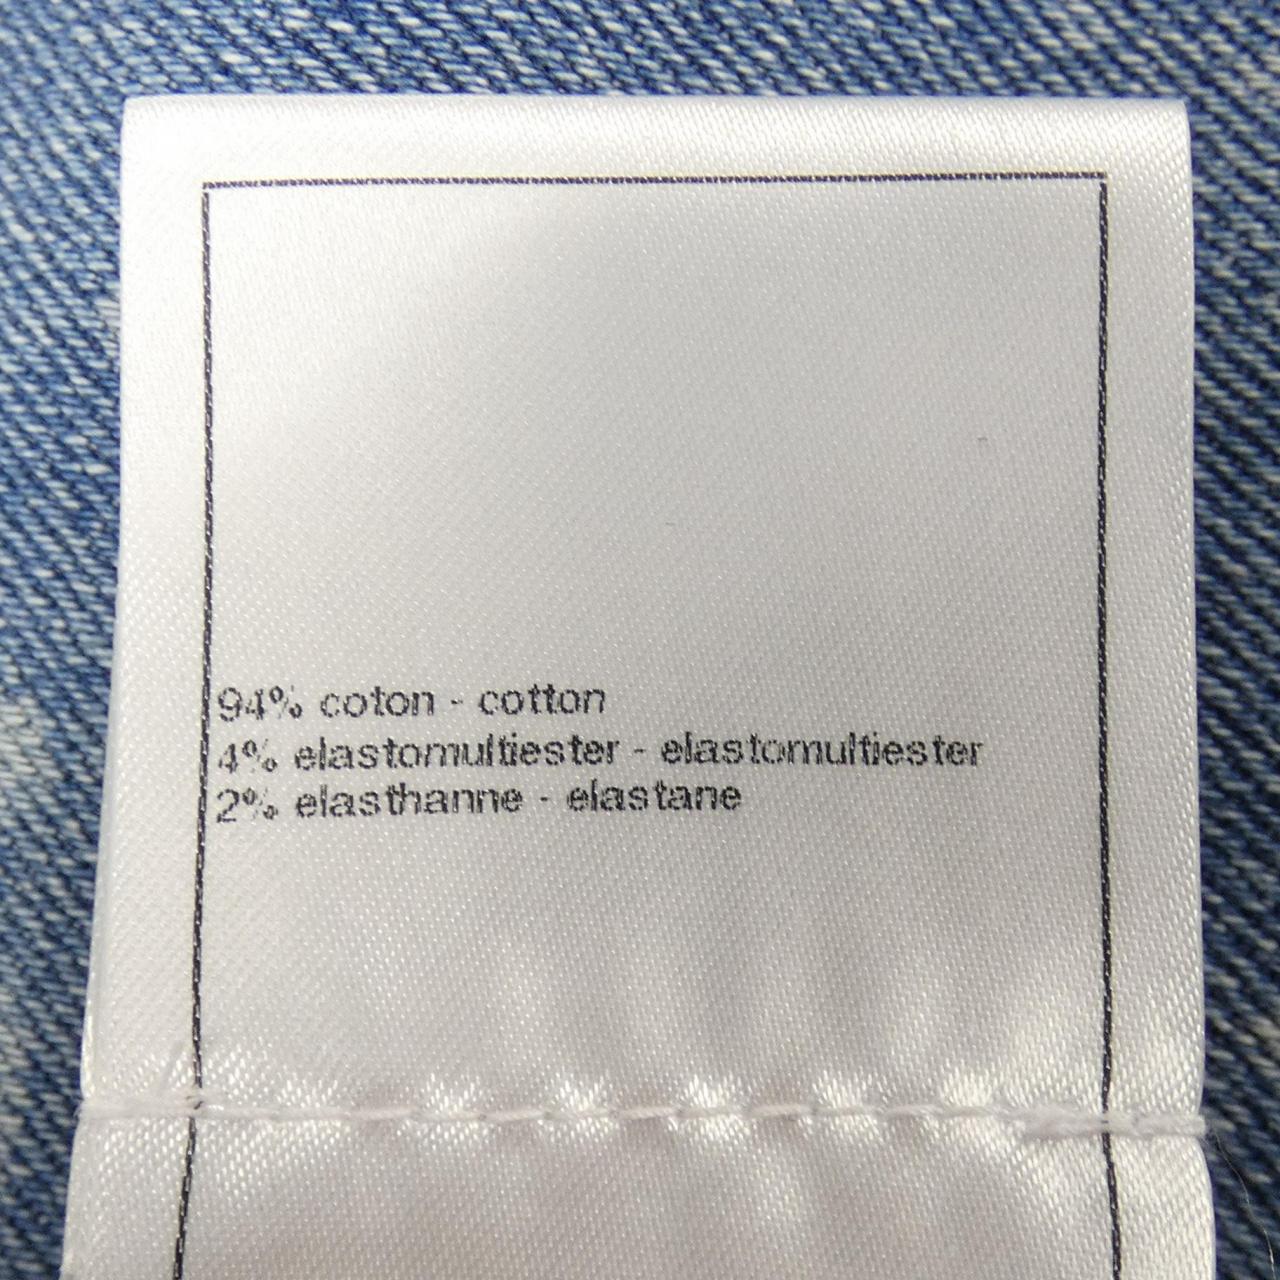 94% coton - cotton
4% elastomultiester - elastomultiester
2% elasthanne - elastane